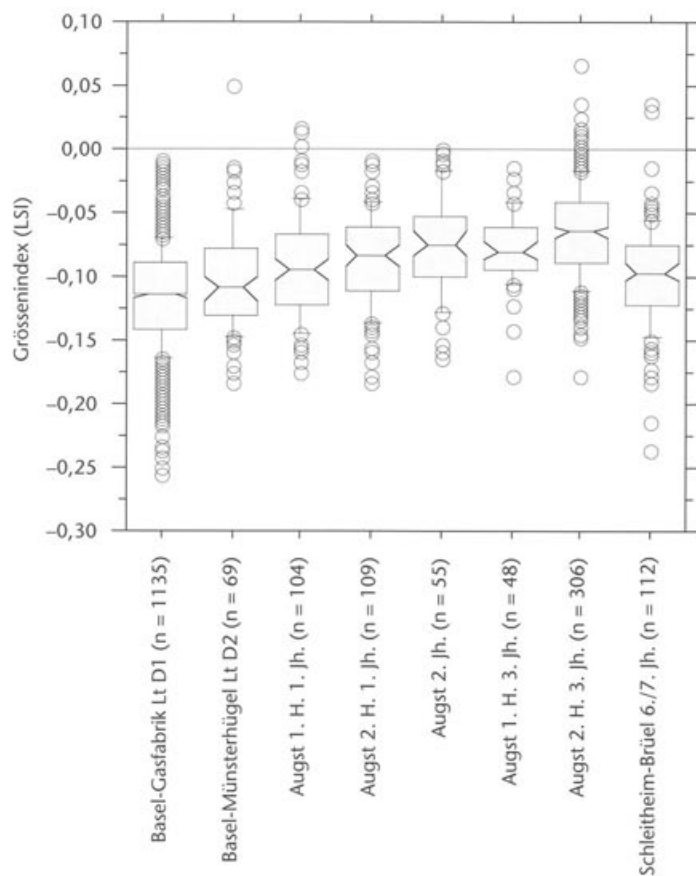 Grössenindex (LSI)
0,10
0,05
0,00
–0,05
–0,10
–0,15
–0,20
–0,25
–0,30
Basel-Gasfabrik Lt D1 (n = 1135)
Basel-Münsterhügel Lt D2 (n = 69)
Augst 1. H. 1. Jh. (n = 104)
Augst 2. H. 1. Jh. (n = 109)
Augst 2. Jh. (n = 55)
Augst 1. H. 3. Jh. (n = 48)
Augst 2. H. 3. Jh. (n = 306)
Schleitheim-Brüel 6./7. Jh. (n = 112)